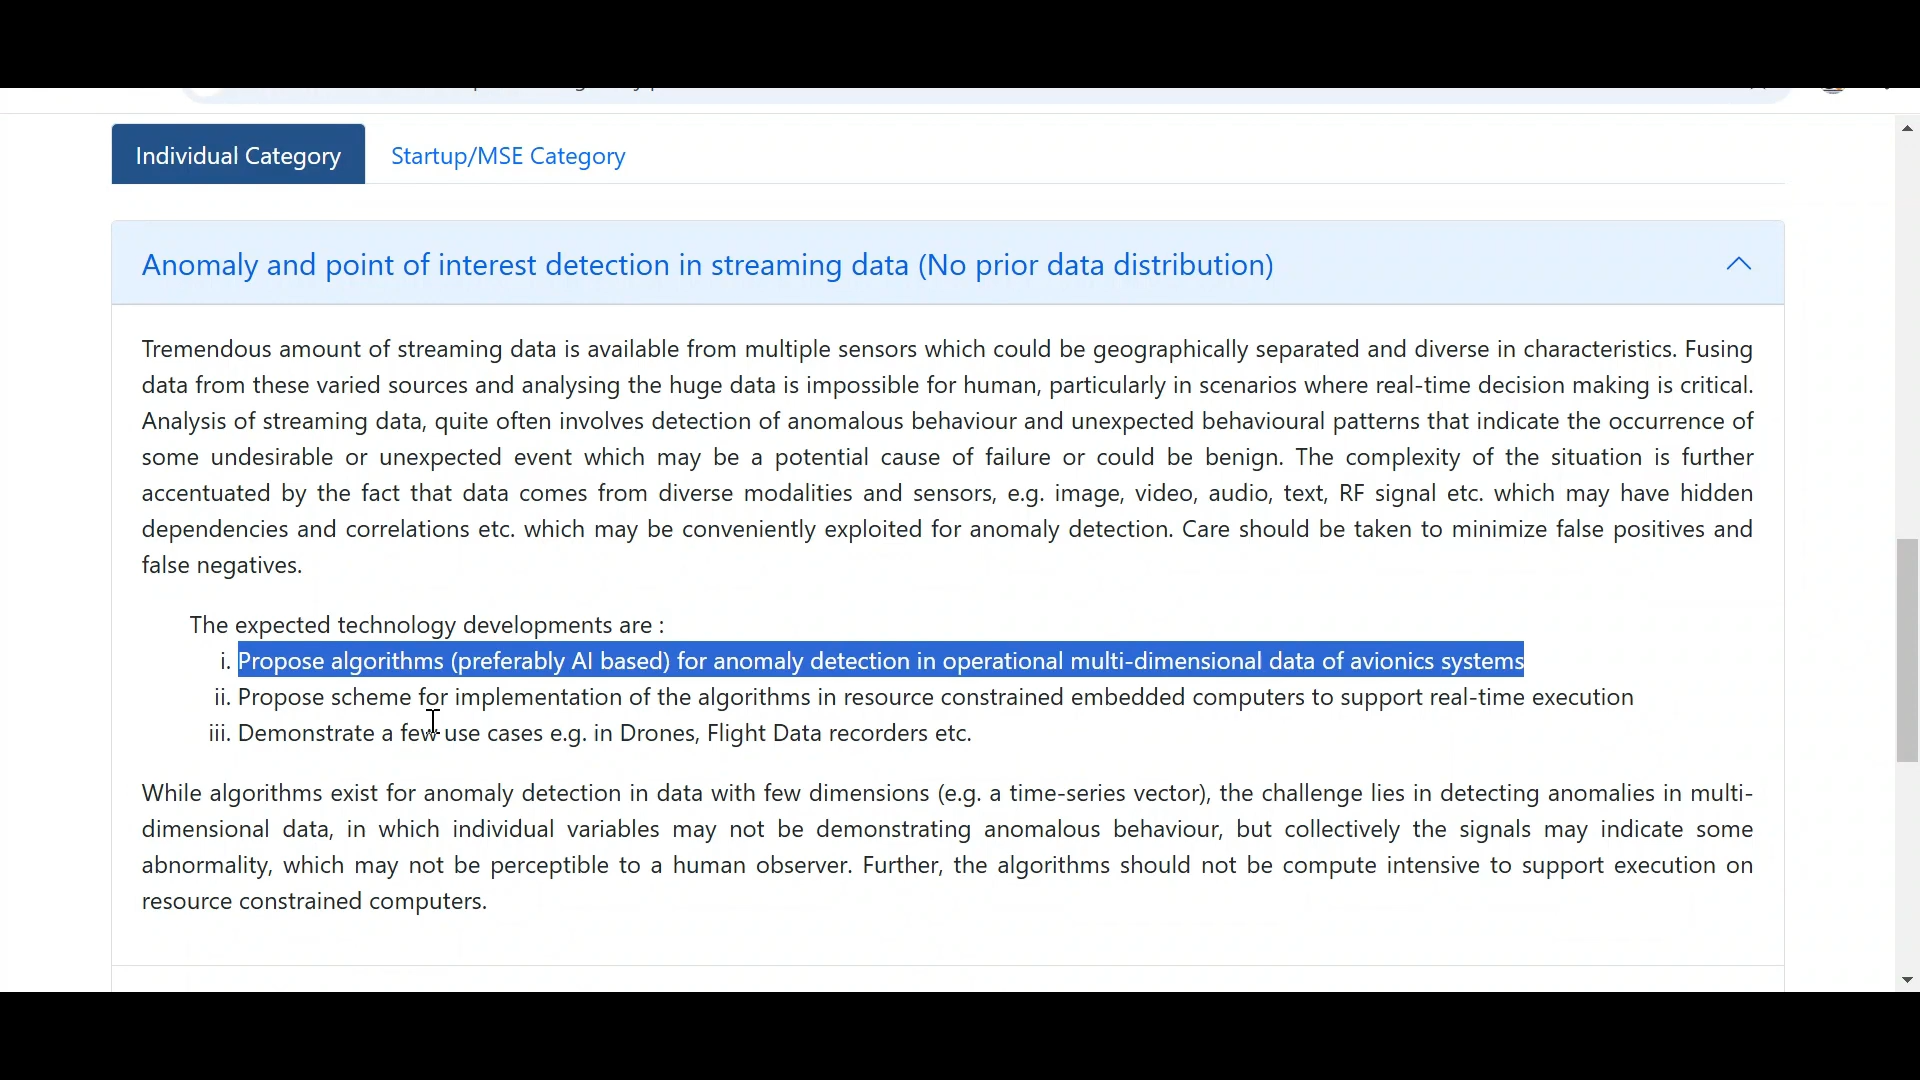 Individual Category
Startup/MSE Category
Anomaly and point of interest detection in streaming data (No prior data distribution)
Tremendous amount of streaming data is available from multiple sensors which could be geographically separated and diverse in characteristics. Fusing
data from these varied sources and analysing the huge data is impossible for human, particularly in scenarios where real-time decision making is critical.
Analysis of streaming data, quite often involves detection of anomalous behaviour and unexpected behavioural patterns that indicate the occurrence of
some undesirable or unexpected event which may be a potential cause of failure or could be benign. The complexity of the situation is further
accentuated by the fact that data comes from diverse modalities and sensors, e.g. image, video, audio, text, RF signal etc. which may have hidden
dependencies and correlations etc. which may be conveniently exploited for anomaly detection. Care should be taken to minimize false positives and
false negatives.
The expected technology developments are :
i. Propose algorithms (preferably AI based) for anomaly detection in operational multi-dimensional data of avionics systems
ii. Propose scheme for implementation of the algorithms in resource constrained embedded computers to support real-time execution
iii. Demonstrate a few use cases e.g. in Drones, Flight Data recorders etc.
While algorithms exist for anomaly detection in data with few dimensions (e.g. a time-series vector), the challenge lies in detecting anomalies in multi-
dimensional data, in which individual variables may not be demonstrating anomalous behaviour, but collectively the signals may indicate some
abnormality, which may not be perceptible to a human observer. Further, the algorithms should not be compute intensive to support execution on
resource constrained computers.